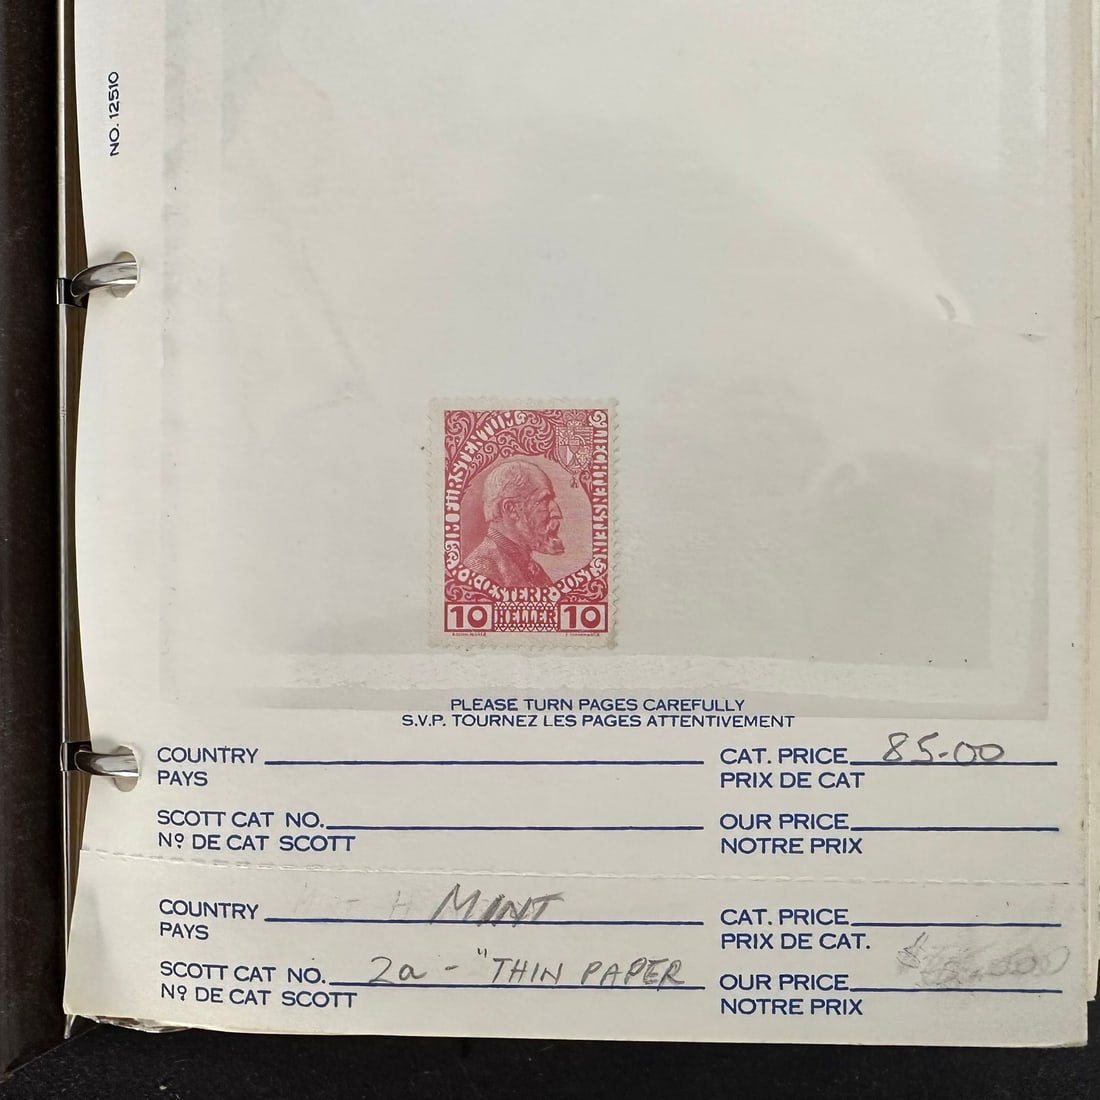 NO. 12510
IM FÜRSTENTUM
LIECHTENSTEIN
K.K. OESTERR. POST
10 HELLER 10
PLEASE TURN PAGES CAREFULLY
S.V.P. TOURNEZ LES PAGES ATTENTIVEMENT
COUNTRY CAT. PRICE 85.00
PAYS PRIX DE CAT
SCOTT CAT NO. OUR PRICE
Nº DE CAT SCOTT NOTRE PRIX
COUNTRY MINT CAT. PRICE
PAYS PRIX DE CAT.
SCOTT CAT NO. 2a - "THIN PAPER OUR PRICE
Nº DE CAT SCOTT NOTRE PRIX